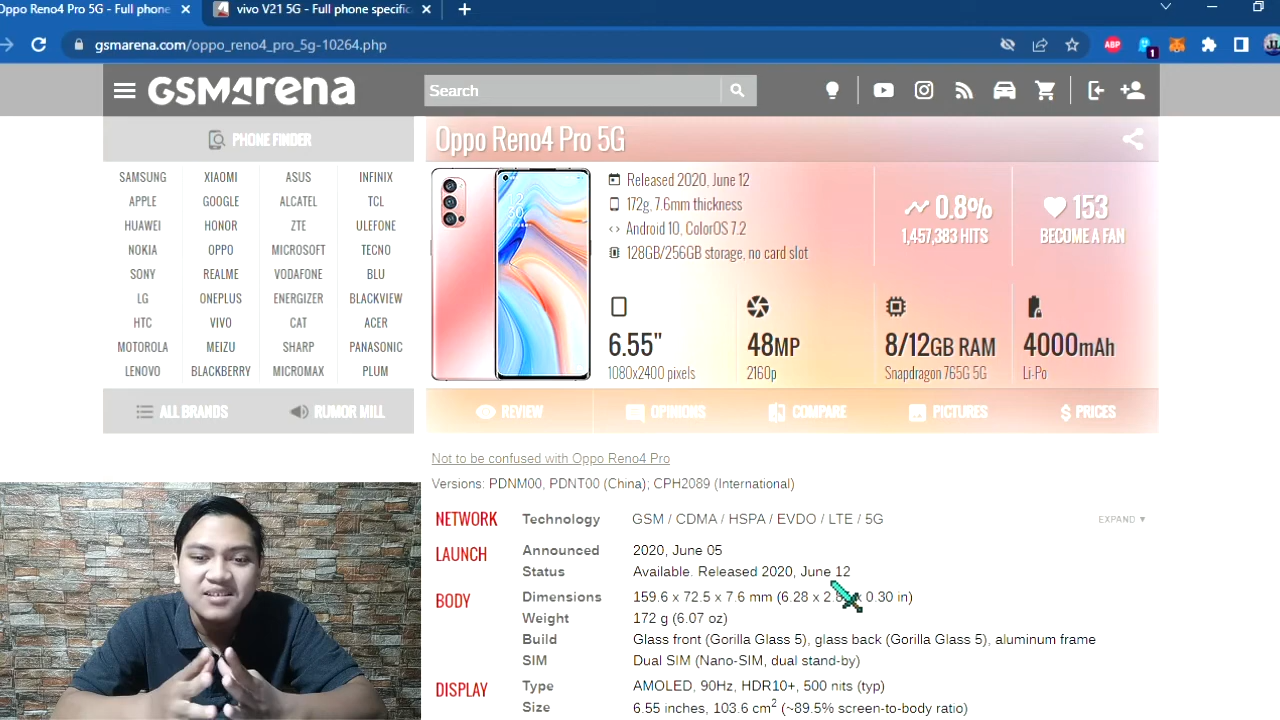 Oppo Reno4 Pro 5G - Full phone
vivo V21 5G - Full phone specific
gsmarena.com/oppo_reno4_pro_5g-10264.php
ABP
1
GSMArena
Search
PHONE FINDER
SAMSUNG XIAOMI ASUS INFINIX
APPLE GOOGLE ALCATEL TCL
HUAWEI HONOR ZTE ULEFONE
NOKIA OPPO MICROSOFT TECNO
SONY REALME VODAFONE BLU
LG ONEPLUS ENERGIZER BLACKVIEW
HTC VIVO CAT ACER
MOTOROLA MEIZU SHARP PANASONIC
LENOVO BLACKBERRY MICROMAX PLUM
ALL BRANDS RUMOR MILL
Oppo Reno4 Pro 5G
Released 2020, June 12
172g, 7.6mm thickness
Android 10, ColorOS 7.2
128GB/256GB storage, no card slot
0.8%
1,457,383 HITS
153
BECOME A FAN
6.55"
1080x2400 pixels
48MP
2160p
8/12GB RAM
Snapdragon 765G 5G
4000mAh
Li-Po
REVIEW OPINIONS COMPARE PICTURES PRICES
Not to be confused with Oppo Reno4 Pro
Versions: PDNM00, PDNT00 (China); CPH2089 (International)
NETWORK Technology GSM / CDMA / HSPA / EVDO / LTE / 5G EXPAND ▼
LAUNCH Announced 2020, June 05
Status Available. Released 2020, June 12
BODY Dimensions 159.6 x 72.5 x 7.6 mm (6.28 x 2 x 0.30 in)
Weight 172 g (6.07 oz)
Build Glass front (Gorilla Glass 5), glass back (Gorilla Glass 5), aluminum frame
SIM Dual SIM (Nano-SIM, dual stand-by)
DISPLAY Type AMOLED, 90Hz, HDR10+, 500 nits (typ)
Size 6.55 inches, 103.6 cm2 (~89.5% screen-to-body ratio)